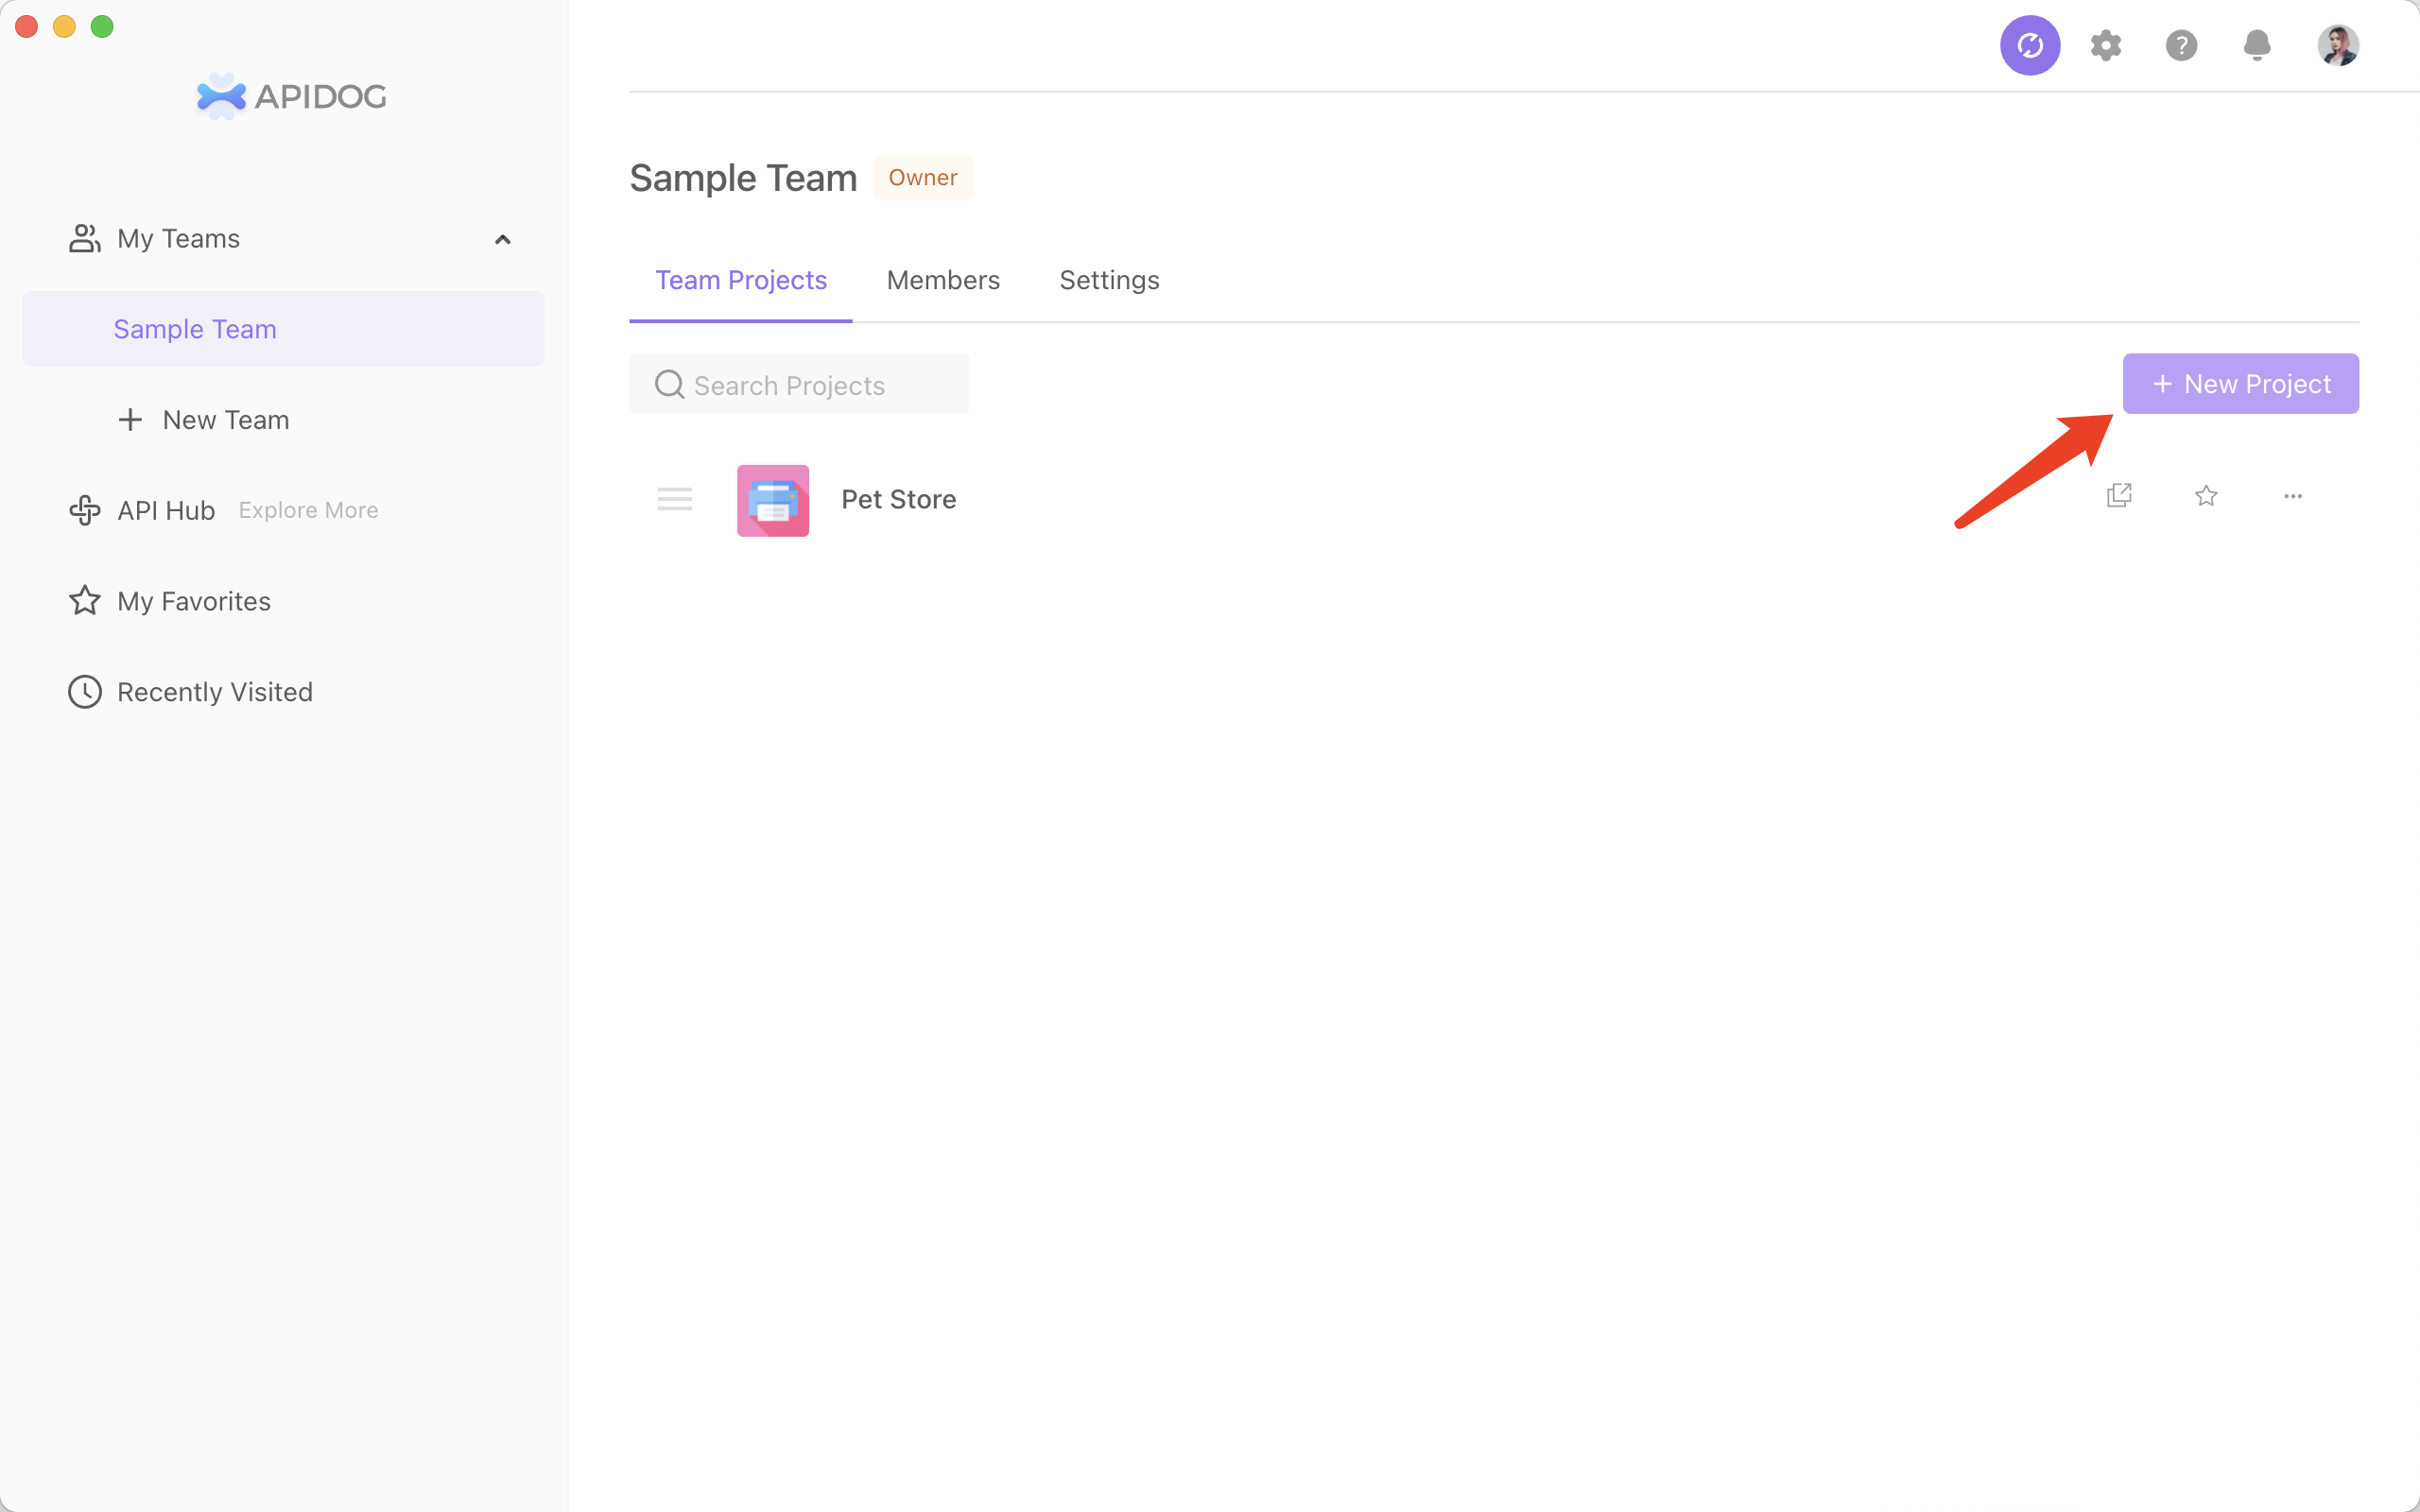 APIDOG
My Teams
Sample Team
New Team
API Hub Explore More
My Favorites
Recently Visited
?
Sample Team Owner
Team Projects Members Settings
Search Projects
+ New Project
Pet Store